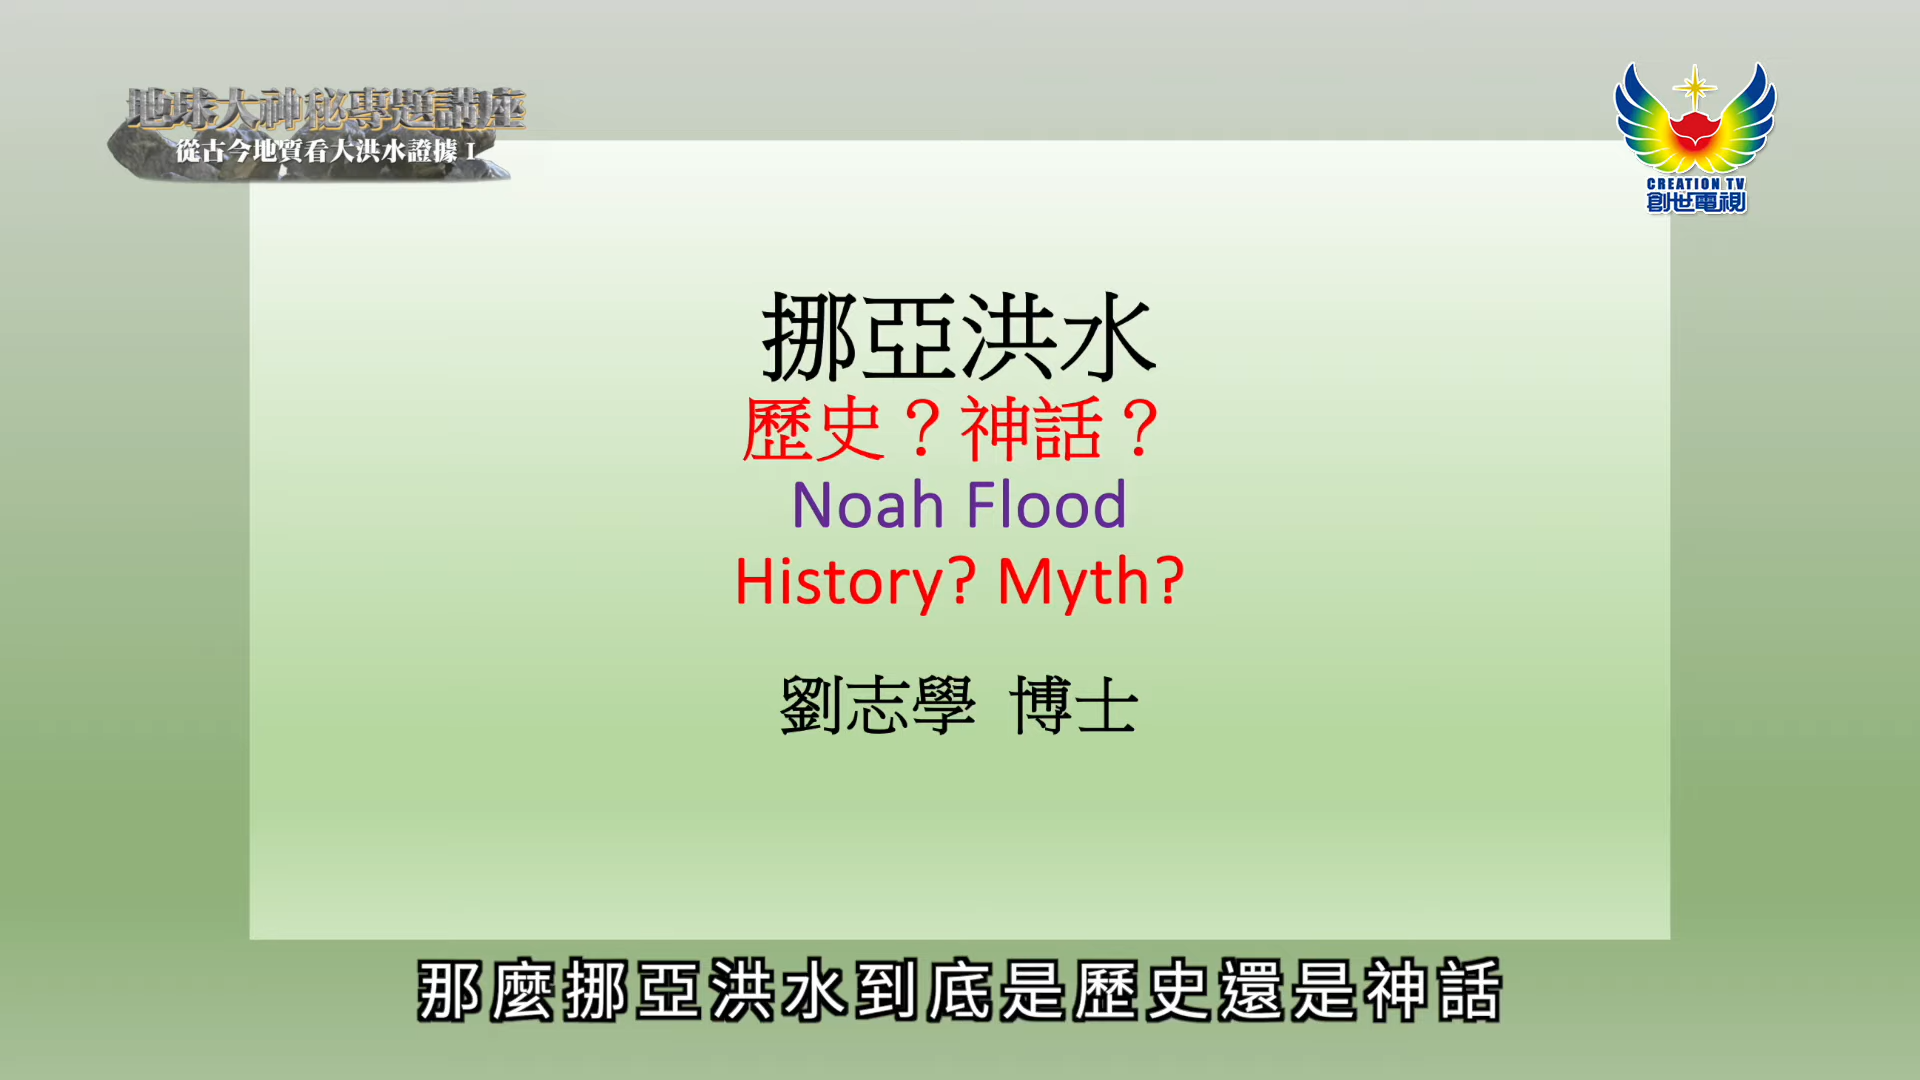 地球大神秘專題講座
從古今地質看大洪水證據 I
CREATION TV
創世電視
挪亞洪水
歷史？神話？
Noah Flood
History? Myth?
劉志學 博士
那麼挪亞洪水到底是歷史還是神話